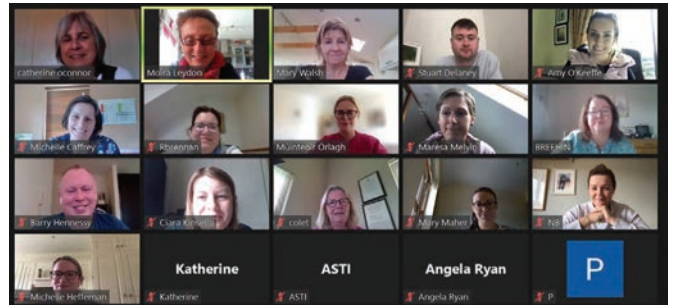 catherine oconnor
Moira Leydon
Mary Walsh
Stuart Delaney
Amy O'Keeffe
Michelle Caffrey
Rbrennan
Múinteoir Orlagh
Maresa Melvin
BREEHIN
Barry Hennessy
Ciara Kinsella
colet
Mary Maher
NB
Michelle Heffernan
Katherine
Katherine
ASTI
ASTI
Angela Ryan
Angela Ryan
P
P